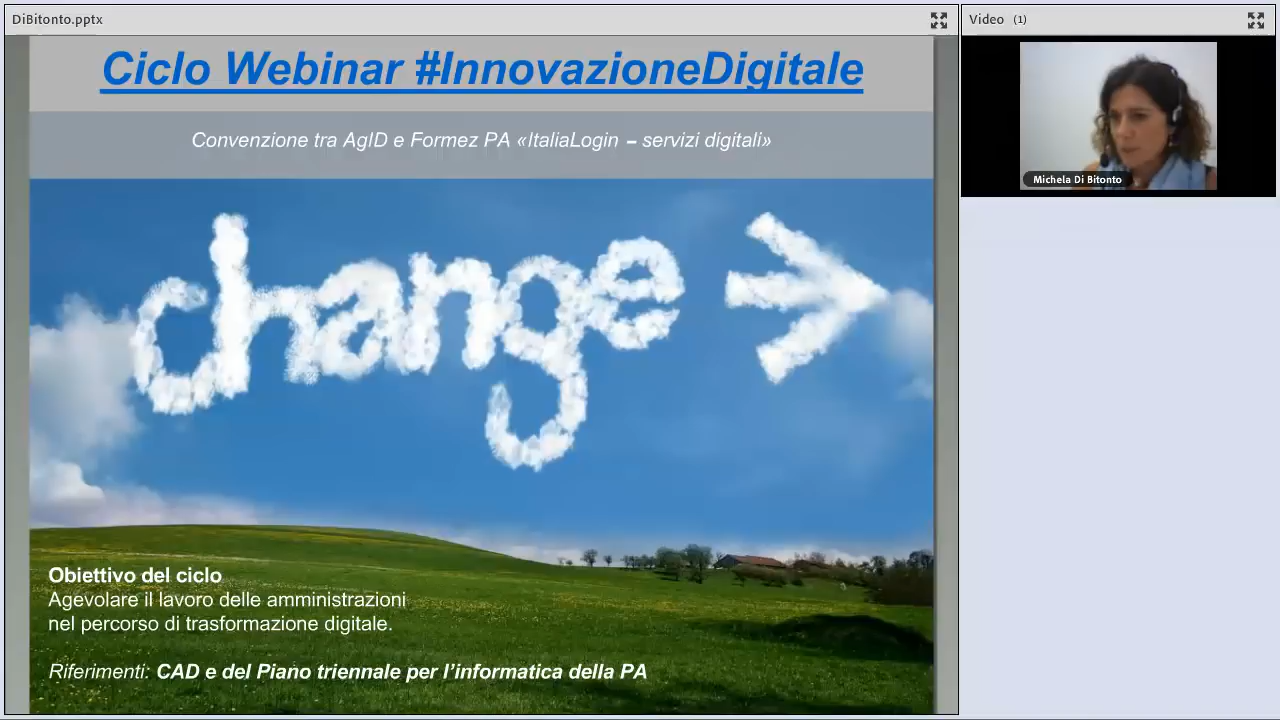 DiBitonto.pptx
Video (1)
Ciclo Webinar #InnovazioneDigitale
Convenzione tra AgID e Formez PA «ItaliaLogin – servizi digitali»
Michela Di Bitonto
change
Obiettivo del ciclo
Agevolare il lavoro delle amministrazioni
nel percorso di trasformazione digitale.
Riferimenti: CAD e del Piano triennale per l’informatica della PA